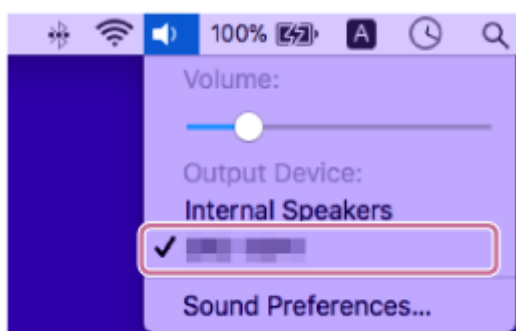 100% A
Volume:
Output Device:
Internal Speakers
Sound Preferences...